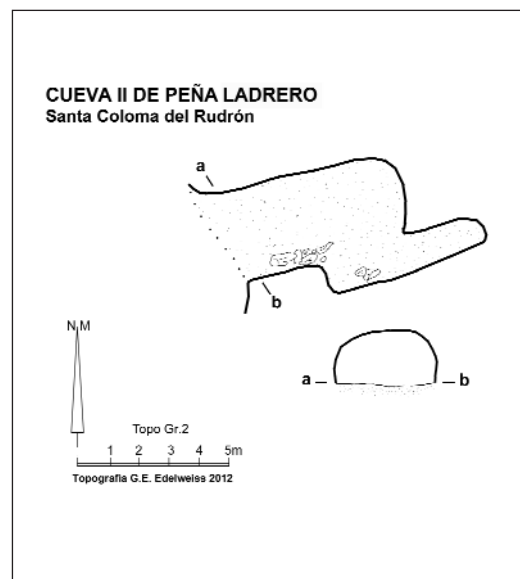 CUEVA II DE PEÑA LADRERO
Santa Coloma del Rudrón
a
b
a
b
N.M
Topo Gr.2
1 2 3 4 5m
Topografia G.E. Edelweiss 2012